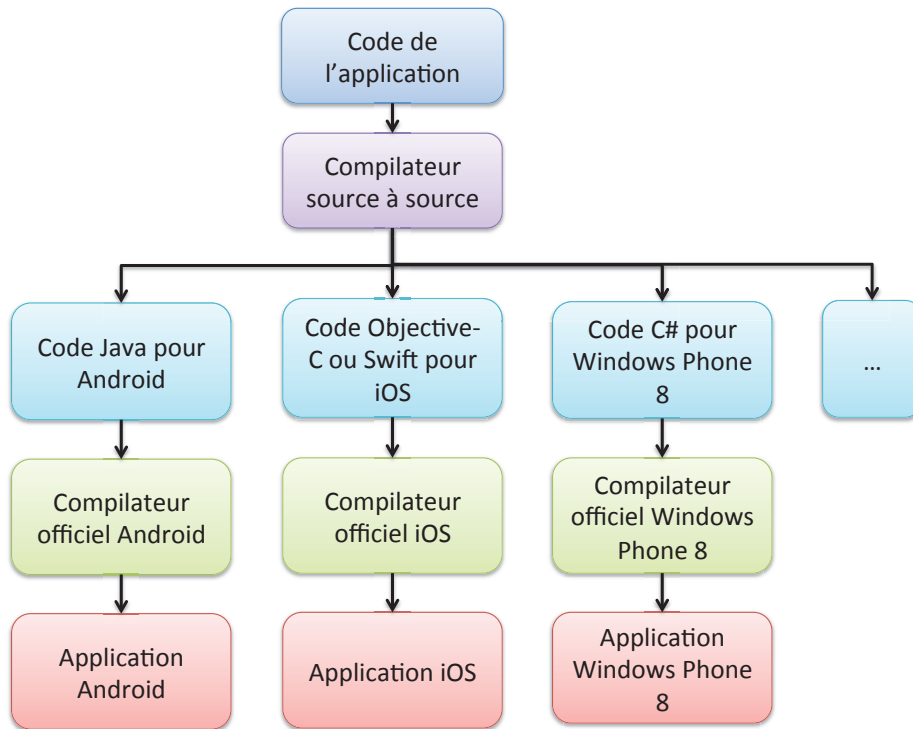 Code de
l'application
Compilateur
source à source
Code Java pour
Android
Code Objective-
C ou Swift pour
iOS
Code C# pour
Windows Phone
8
...
Compilateur
officiel Android
Compilateur
officiel iOS
Compilateur
officiel Windows
Phone 8
Application
Android
Application iOS
Application
Windows Phone
8